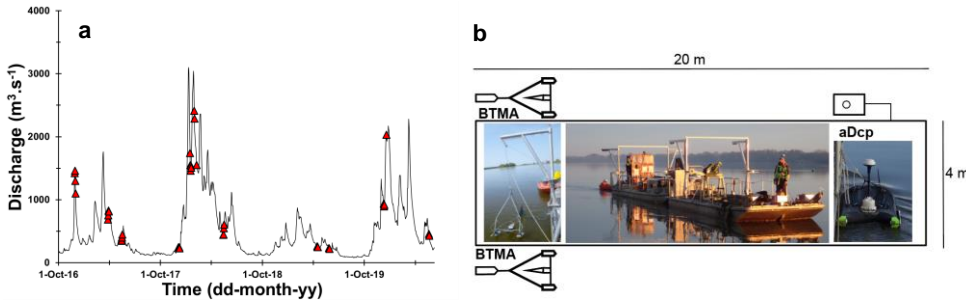 a
Discharge (m³.s⁻¹)
4000
3000
2000
1000
0
1-Oct-16
1-Oct-17
1-Oct-18
1-Oct-19
Time (dd-month-yy)
b
20 m
BTMA
aDcp
4 m
BTMA